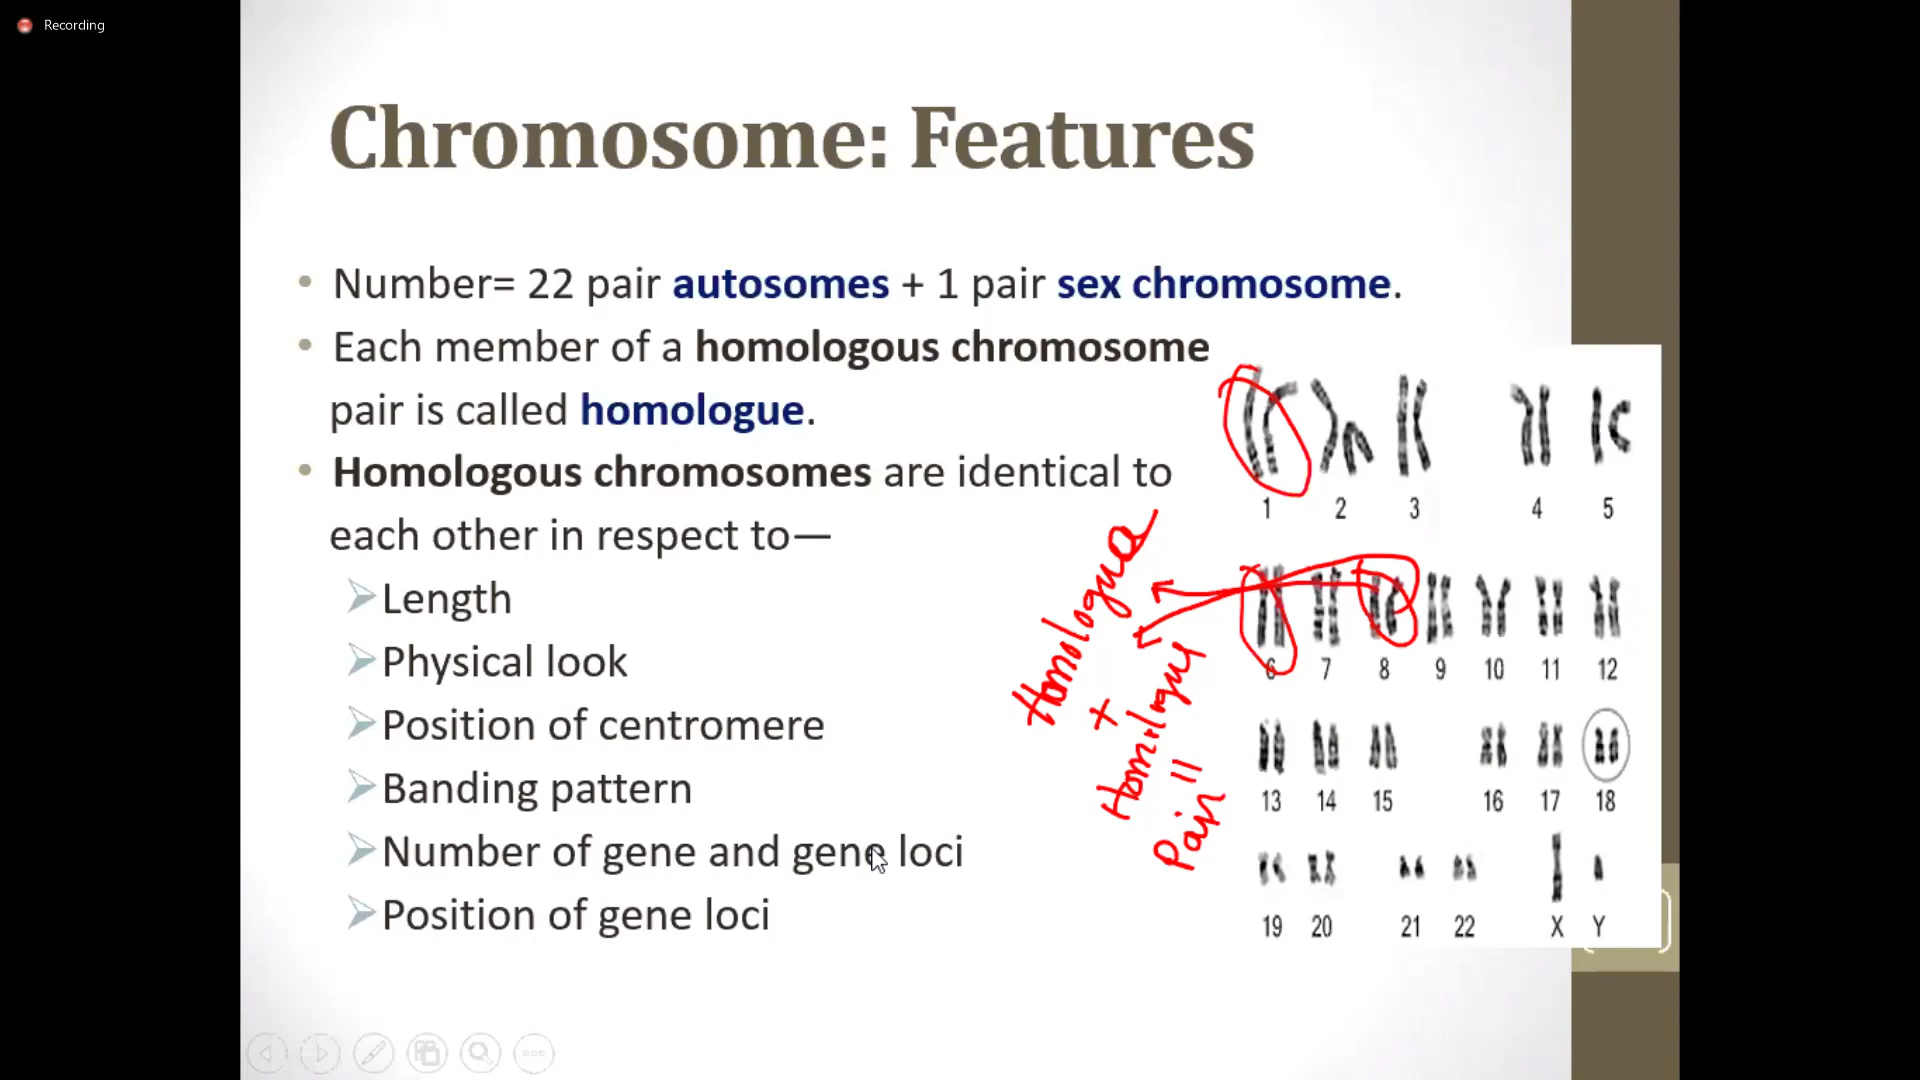 Recording
Chromosome: Features
• Number= 22 pair autosomes + 1 pair sex chromosome.
• Each member of a homologous chromosome
pair is called homologue.
• Homologous chromosomes are identical to
each other in respect to—
➢Length
➢Physical look
➢Position of centromere
➢Banding pattern
➢Number of gene and gene loci
➢Position of gene loci
1 2 3 4 5
6 7 8 9 10 11 12
13 14 15 16 17 18
19 20 21 22 X Y
Homologue
+
Homologue
=
Pair